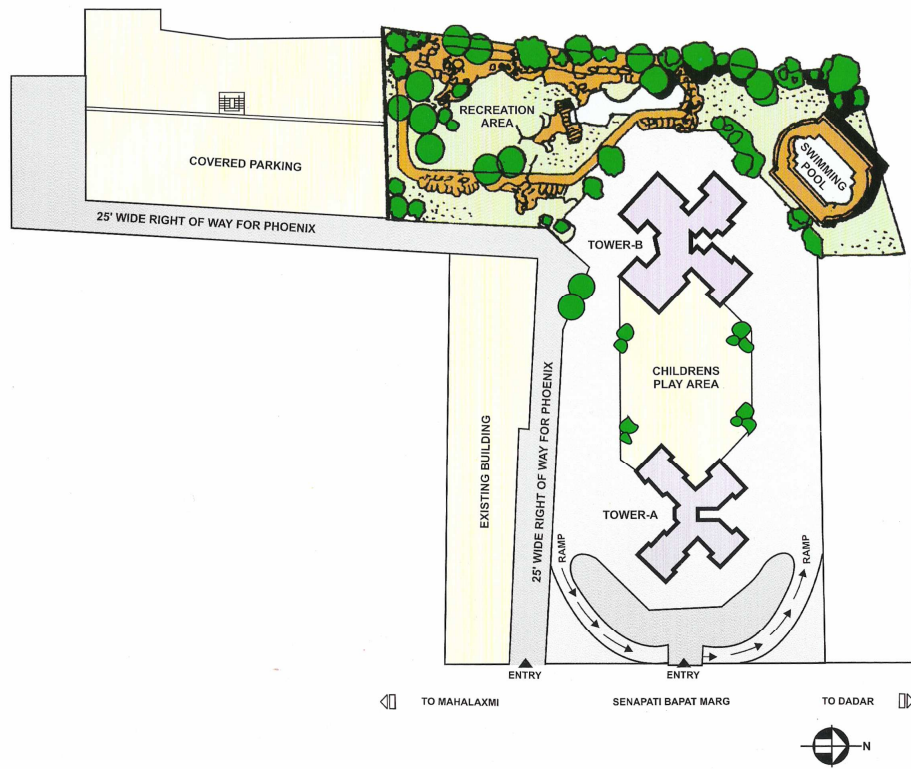 RECREATION
AREA
COVERED PARKING
SWIMMING
POOL
25' WIDE RIGHT OF WAY FOR PHOENIX
TOWER-B
CHILDRENS
PLAY AREA
EXISTING BUILDING
25' WIDE RIGHT OF WAY FOR PHOENIX
TOWER-A
RAMP
RAMP
ENTRY
ENTRY
TO MAHALAXMI
SENAPATI BAPAT MARG
TO DADAR
N